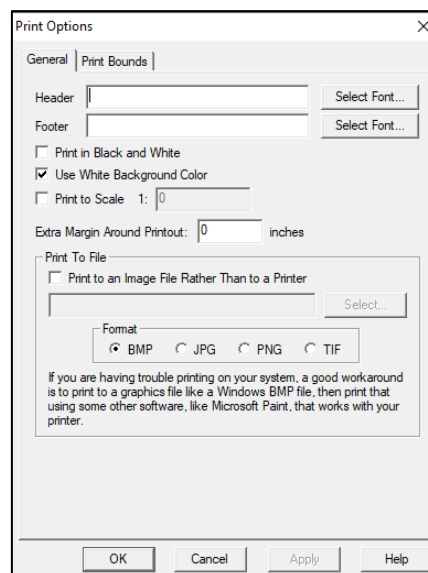 Print Options
General Print Bounds
Header Select Font...
Footer Select Font...
Print in Black and White
Use White Background Color
Print to Scale 1: 0
Extra Margin Around Printout: 0 inches
Print To File
Print to an Image File Rather Than to a Printer
Select...
Format
BMP JPG PNG TIF
If you are having trouble printing on your system, a good workaround
is to print to a graphics file like a Windows BMP file, then print that
using some other software, like Microsoft Paint, that works with your
printer.
OK Cancel Apply Help